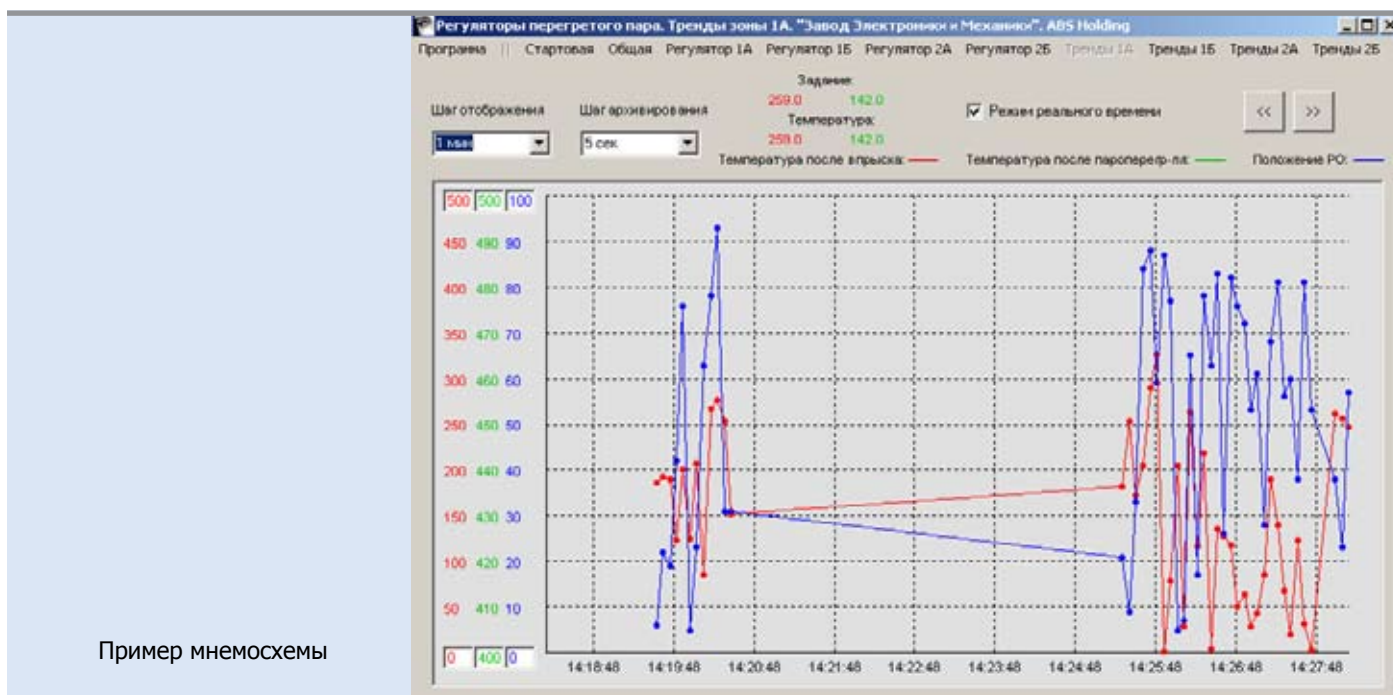 Регуляторы перегретого пара. Тренды зоны 1А. "Завод Электроники и Механики". ABS Holding
Программа || Стартовая Общая Регулятор 1А Регулятор 1Б Регулятор 2А Регулятор 2Б Тренды 1А Тренды 1Б Тренды 2А Тренды 2Б
Задание:
259.0 142.0
Шаг отображения Шаг архивирования
Температура:
Режим реального времени
<< >>
1 мин 5 сек
259.0 142.0
Температура после впрыска: Температура после паропереgр-ля: Положение РО:
500 500 100
450 490 90
400 480 80
350 470 70
300 460 60
250 450 50
200 440 40
150 430 30
100 420 20
50 410 10
0 400 0
14:18:48 14:19:48 14:20:48 14:21:48 14:22:48 14:23:48 14:24:48 14:25:48 14:26:48 14:27:48
Пример мнемосхемы